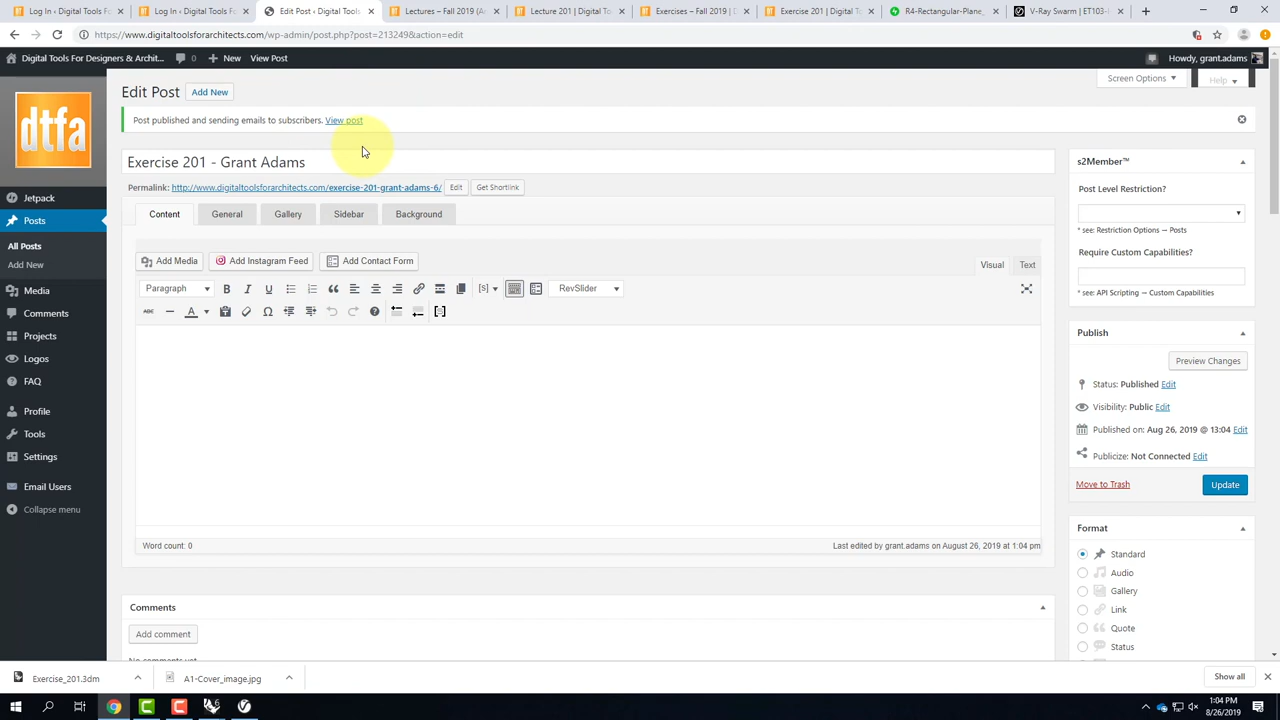 Log In ‹ Digital Tools Fo
Log In ‹ Digital Tools Fo
Edit Post ‹ Digital Tools
Lectures – Fall 2019 (Ar
Lecture 201 | Digital To
Exercises – Fall 2019 | D
Exercise 201 | Digital To
R4-Rectangular-Plane_
V-Ray Swarm | ET103-I
www.digitaltoolsforarchitects.com/wp-admin/post.php?post=213249&action=edit
Digital Tools For Designers & Archit...
0
New
View Post
Howdy, grant.adams
dtfa
Edit Post
Add New
Screen Options
Help
Post published and sending emails to subscribers. View post
Exercise 201 - Grant Adams
Permalink: http://www.digitaltoolsforarchitects.com/exercise-201-grant-adams-6/
Edit
Get Shortlink
Content
General
Gallery
Sidebar
Background
Add Media
Add Instagram Feed
Add Contact Form
Visual
Text
Paragraph
B
I
U
[s]
RevSlider
ABC
A
Word count: 0
Last edited by grant.adams on August 26, 2019 at 1:04 pm
Comments
Add comment
No comments yet.
Jetpack
Posts
All Posts
Add New
Media
Comments
Projects
Logos
FAQ
Profile
Tools
Settings
Email Users
Collapse menu
s2Member™
Post Level Restriction?
* see: Restriction Options → Posts
Require Custom Capabilities?
* see: API Scripting → Custom Capabilities
Publish
Preview Changes
Status: Published Edit
Visibility: Public Edit
Published on: Aug 26, 2019 @ 13:04 Edit
Publicize: Not Connected Edit
Move to Trash
Update
Format
Standard
Audio
Gallery
Link
Quote
Status
Exercise_201.3dm
A1-Cover_image.jpg
Show all
1:04 PM
8/26/2019